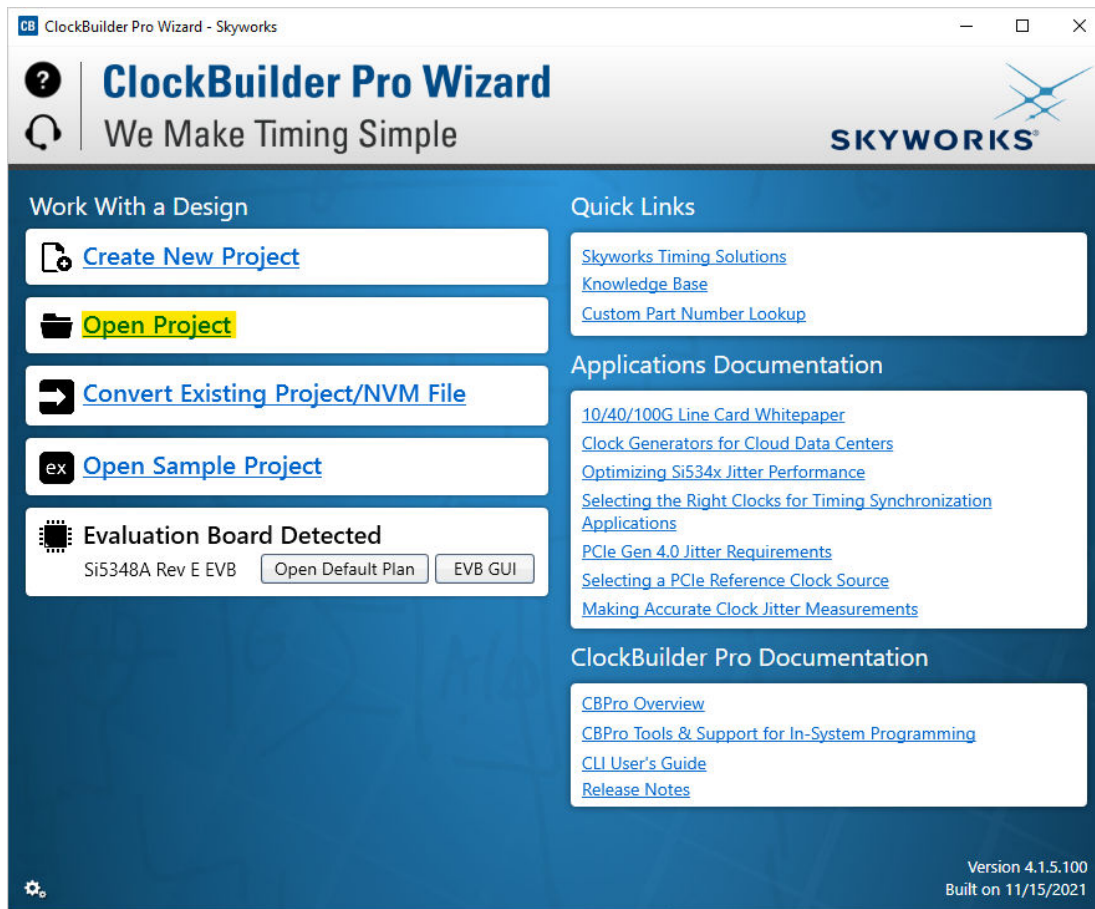 CB ClockBuilder Pro Wizard - Skyworks
?
ClockBuilder Pro Wizard
We Make Timing Simple
SKYWORKS®
Work With a Design
Create New Project
Open Project
Convert Existing Project/NVM File
ex Open Sample Project
Evaluation Board Detected
Si5348A Rev E EVB Open Default Plan EVB GUI
Quick Links
Skyworks Timing Solutions
Knowledge Base
Custom Part Number Lookup
Applications Documentation
10/40/100G Line Card Whitepaper
Clock Generators for Cloud Data Centers
Optimizing Si534x Jitter Performance
Selecting the Right Clocks for Timing Synchronization
Applications
PCIe Gen 4.0 Jitter Requirements
Selecting a PCIe Reference Clock Source
Making Accurate Clock Jitter Measurements
ClockBuilder Pro Documentation
CBPro Overview
CBPro Tools & Support for In-System Programming
CLI User's Guide
Release Notes
Version 4.1.5.100
Built on 11/15/2021